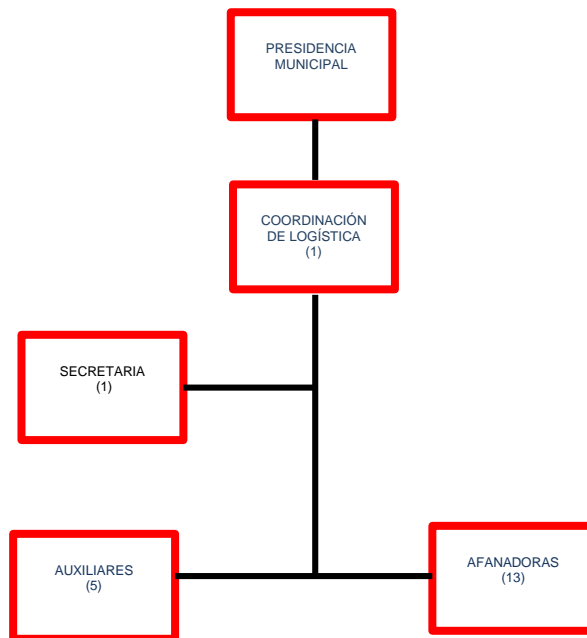 PRESIDENCIA
MUNICIPAL
COORDINACIÓN
DE LOGÍSTICA
(1)
SECRETARIA
(1)
AUXILIARES
(5)
AFANADORAS
(13)